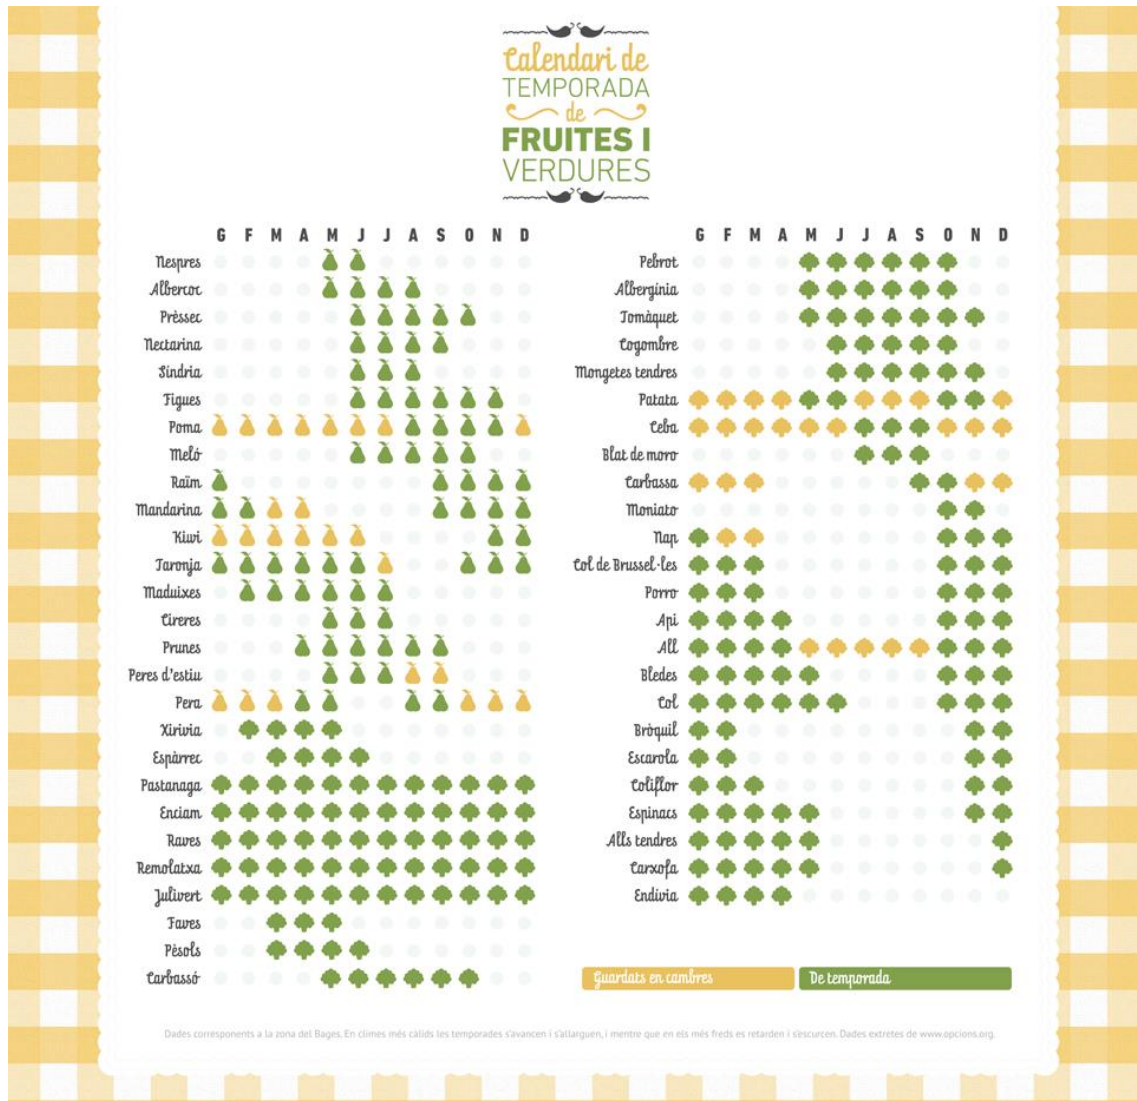 Calendari de
TEMPORADA
de
FRUITES I
VERDURES
G F M A M J J A S O N D
Nespres
Albercoc
Prèssec
Nectarina
Síndria
Figues
Poma
Meló
Raïm
Mandarina
Kiwi
Taronja
Maduixes
Cireres
Prunes
Peres d'estiu
Pera
Xirivia
Espàrrec
Pastanaga
Enciam
Raves
Remolatxa
Julivert
Faves
Pèsols
Carbassó
G F M A M J J A S O N D
Pebrot
Albergínia
Tomàquet
Cogombre
Mongetes tendres
Patata
Ceba
Blat de moro
Carbassa
Moniato
Nap
Col de Brussel·les
Porro
Api
All
Bledes
Col
Bròquil
Escarola
Coliflor
Espinacs
Alls tendres
Carxofa
Endívia
Guardats en cambres
De temporada
Dades corresponents a la zona del Bages. En climes més càlids les temporades s'avancen i s'allarguen, i mentre que en els més freds es retarden i s'escurcen. Dades extretes de www.opcions.org.